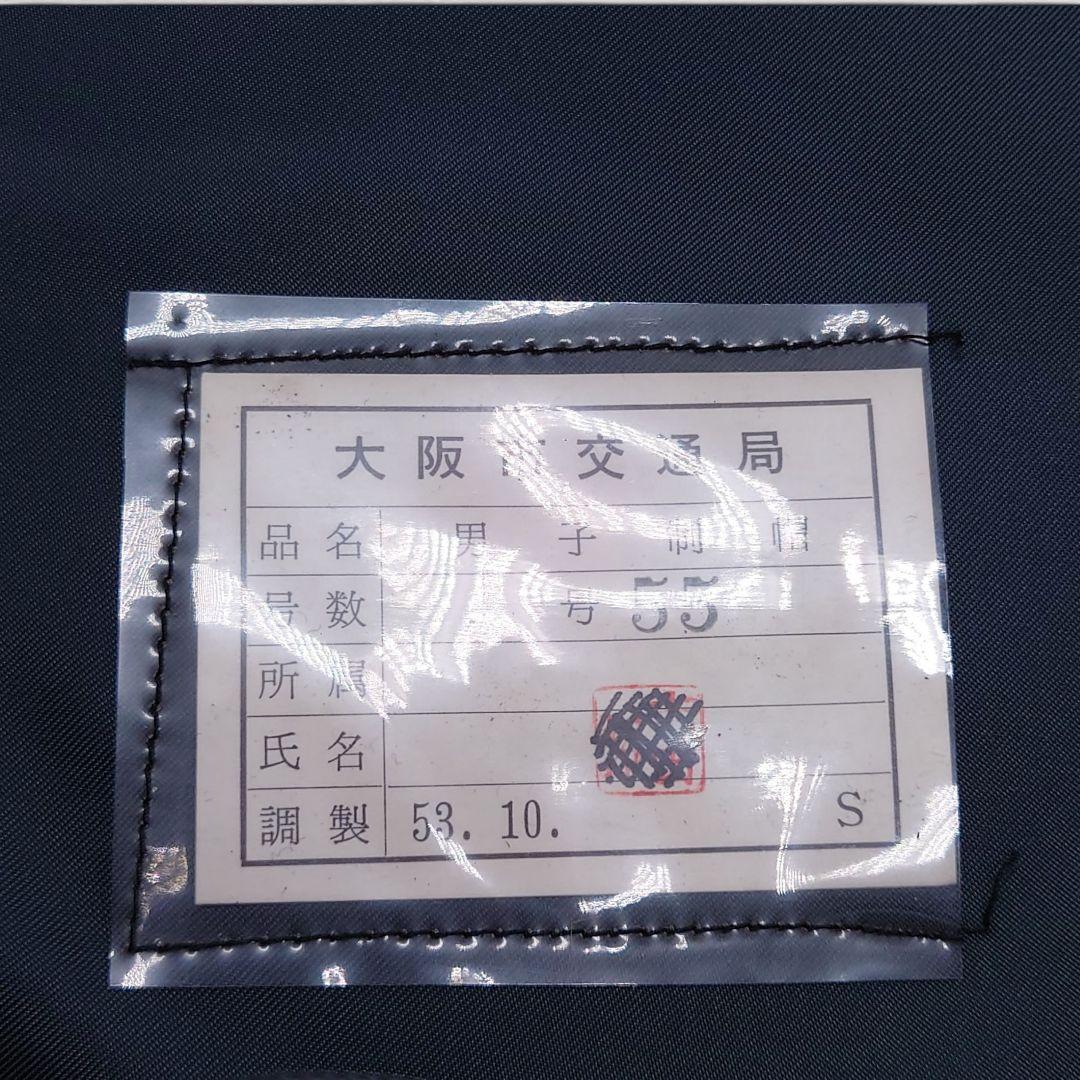 大阪市交通局
品名 男子制帽
号数 号 55
所属
氏名
調製 53. 10. S